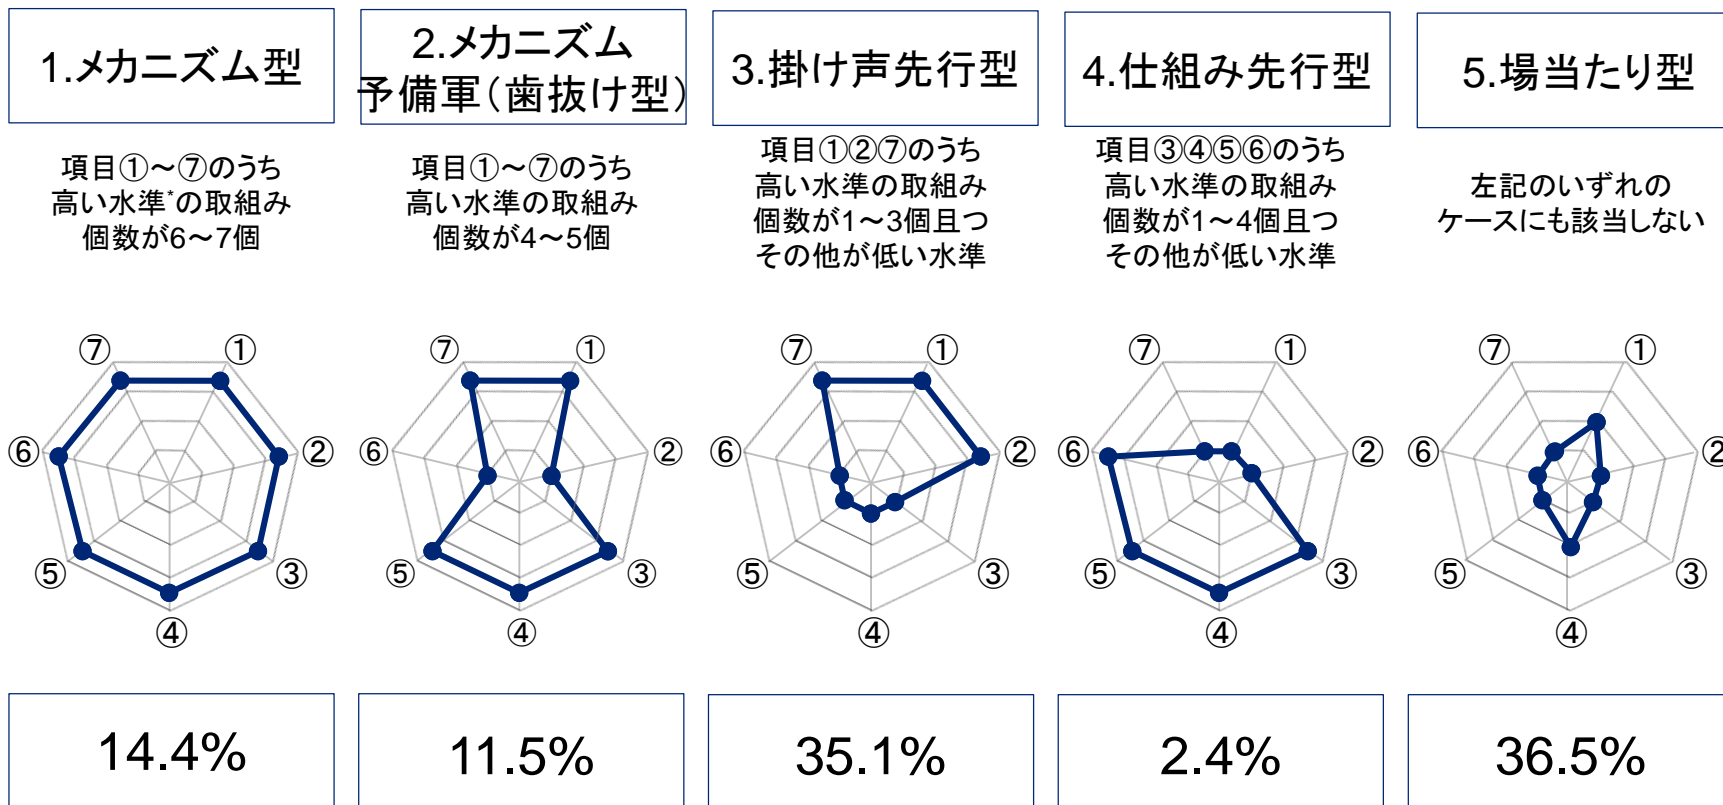 1.メカニズム型
項目①~⑦のうち
高い水準*の取組み
個数が6~7個
⑦
①
⑥
②
⑤
③
④
14.4%
2.メカニズム
予備軍(歯抜け型)
項目①~⑦のうち
高い水準の取組み
個数が4~5個
⑦
①
⑥
②
⑤
③
④
11.5%
3.掛け声先行型
項目①②⑦のうち
高い水準の取組み
個数が1~3個且つ
その他が低い水準
⑦
①
⑥
②
⑤
③
④
35.1%
4.仕組み先行型
項目③④⑤⑥のうち
高い水準の取組み
個数が1~4個且つ
その他が低い水準
⑦
①
⑥
②
⑤
③
④
2.4%
5.場当たり型
左記のいずれの
ケースにも該当しない
⑦
①
⑥
②
⑤
③
④
36.5%